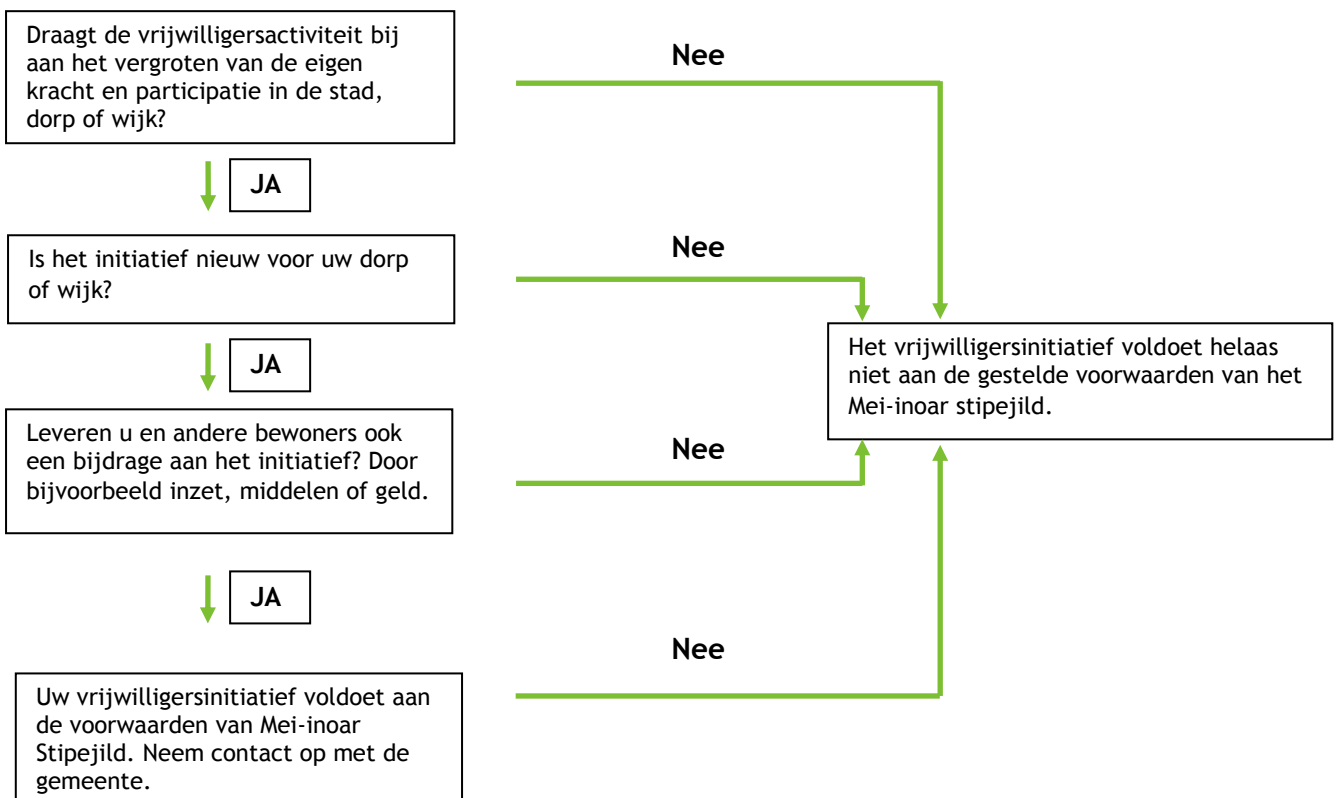 Draagt de vrijwilligersactiviteit bij
aan het vergroten van de eigen
kracht en participatie in de stad,
dorp of wijk?
Nee
JA
Is het initiatief nieuw voor uw dorp
of wijk?
Nee
JA
Leveren u en andere bewoners ook
een bijdrage aan het initiatief? Door
bijvoorbeeld inzet, middelen of geld.
Nee
JA
Uw vrijwilligersinitiatief voldoet aan
de voorwaarden van Mei-inoar
Stipejild. Neem contact op met de
gemeente.
Nee
Het vrijwilligersinitiatief voldoet helaas
niet aan de gestelde voorwaarden van het
Mei-inoar stipejild.